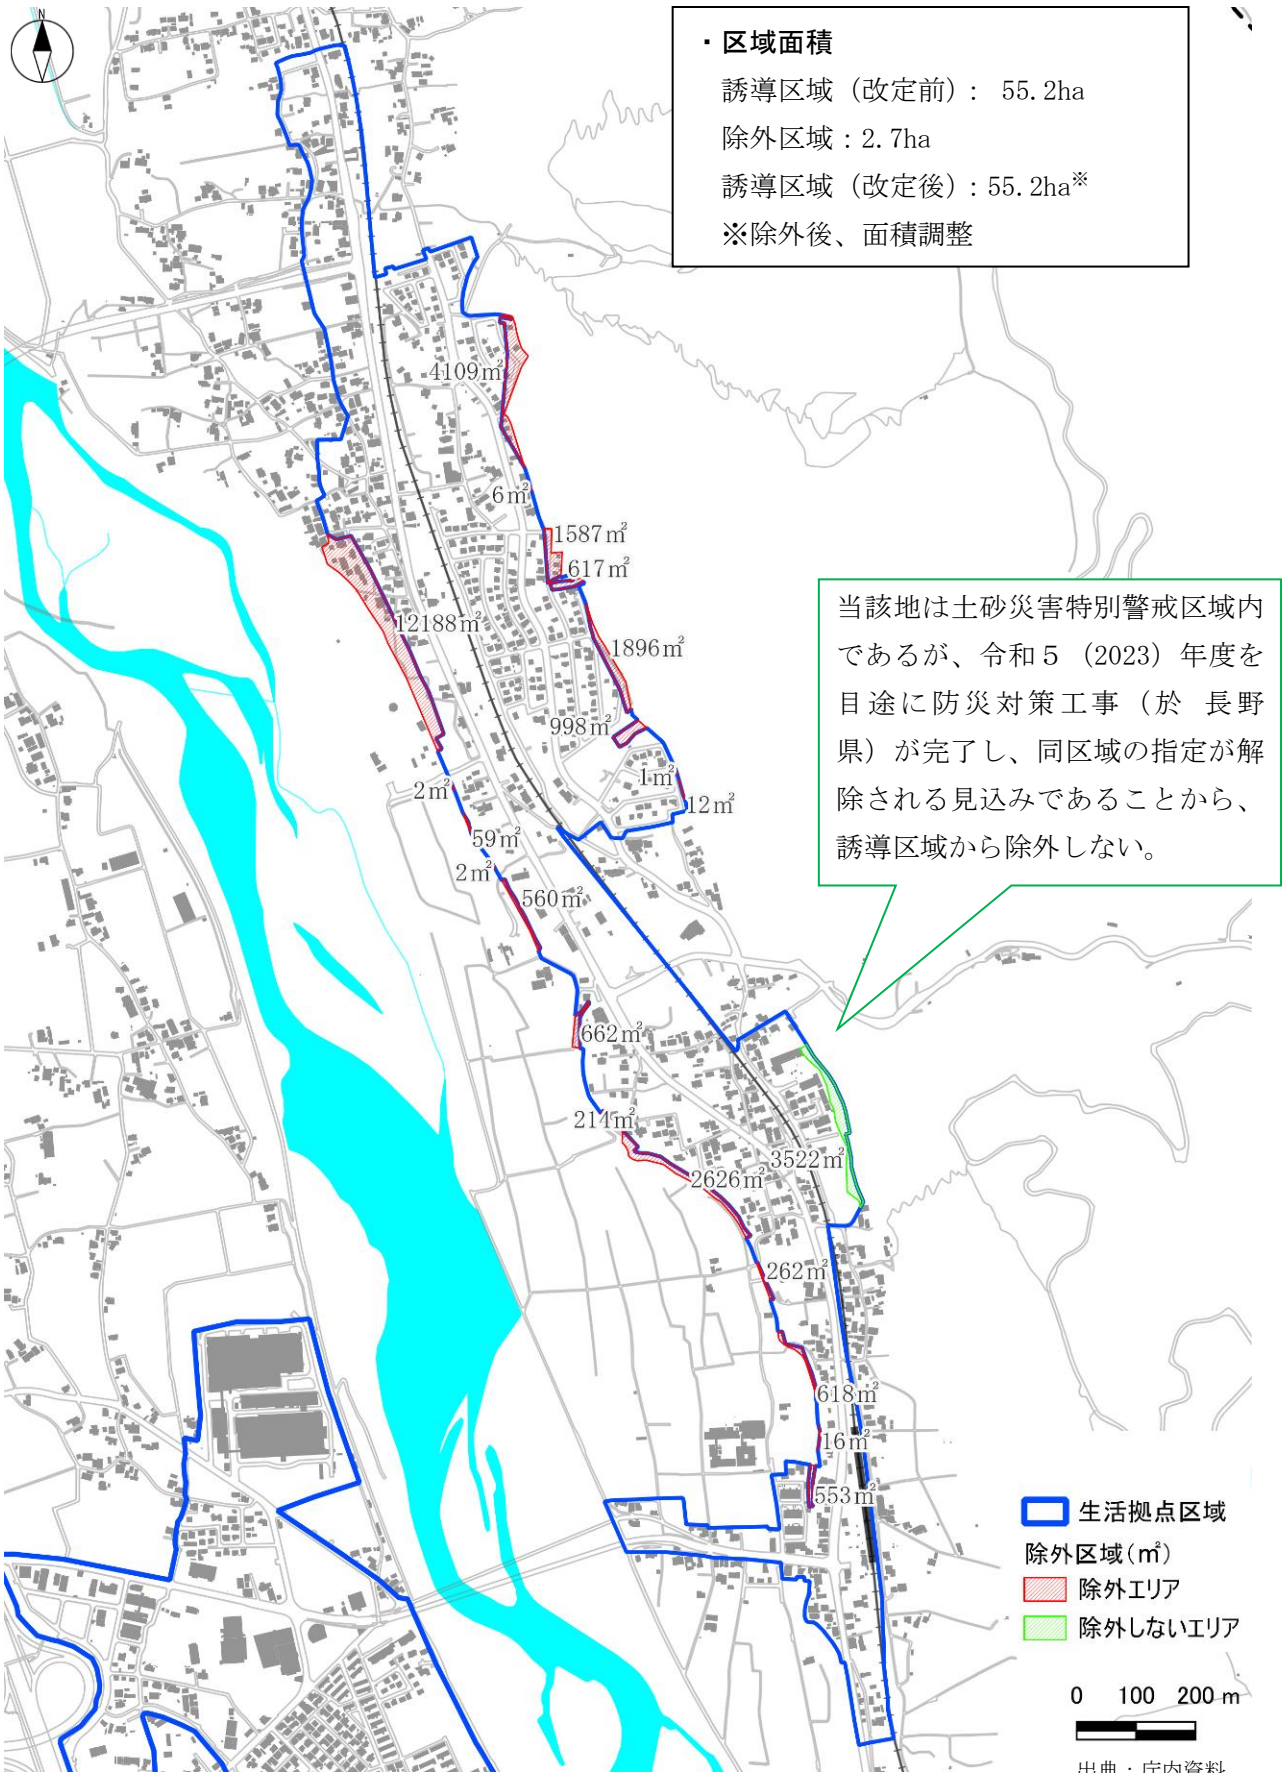 N
・区域面積
誘導区域（改定前）： 55.2ha
除外区域：2.7ha
誘導区域（改定後）：55.2ha※
※除外後、面積調整
4109㎡
6㎡
1587㎡
617㎡
12188㎡
1896㎡
998㎡
1㎡
2㎡
12㎡
59㎡
2㎡
560㎡
当該地は土砂災害特別警戒区域内
であるが、令和５（2023）年度を
目途に防災対策工事（於 長野
県）が完了し、同区域の指定が解
除される見込みであることから、
誘導区域から除外しない。
662㎡
214㎡
3522㎡
2626㎡
262㎡
618㎡
16㎡
553㎡
生活拠点区域
除外区域(㎡)
除外エリア
除外しないエリア
0 100 200 m
出典：庁内資料